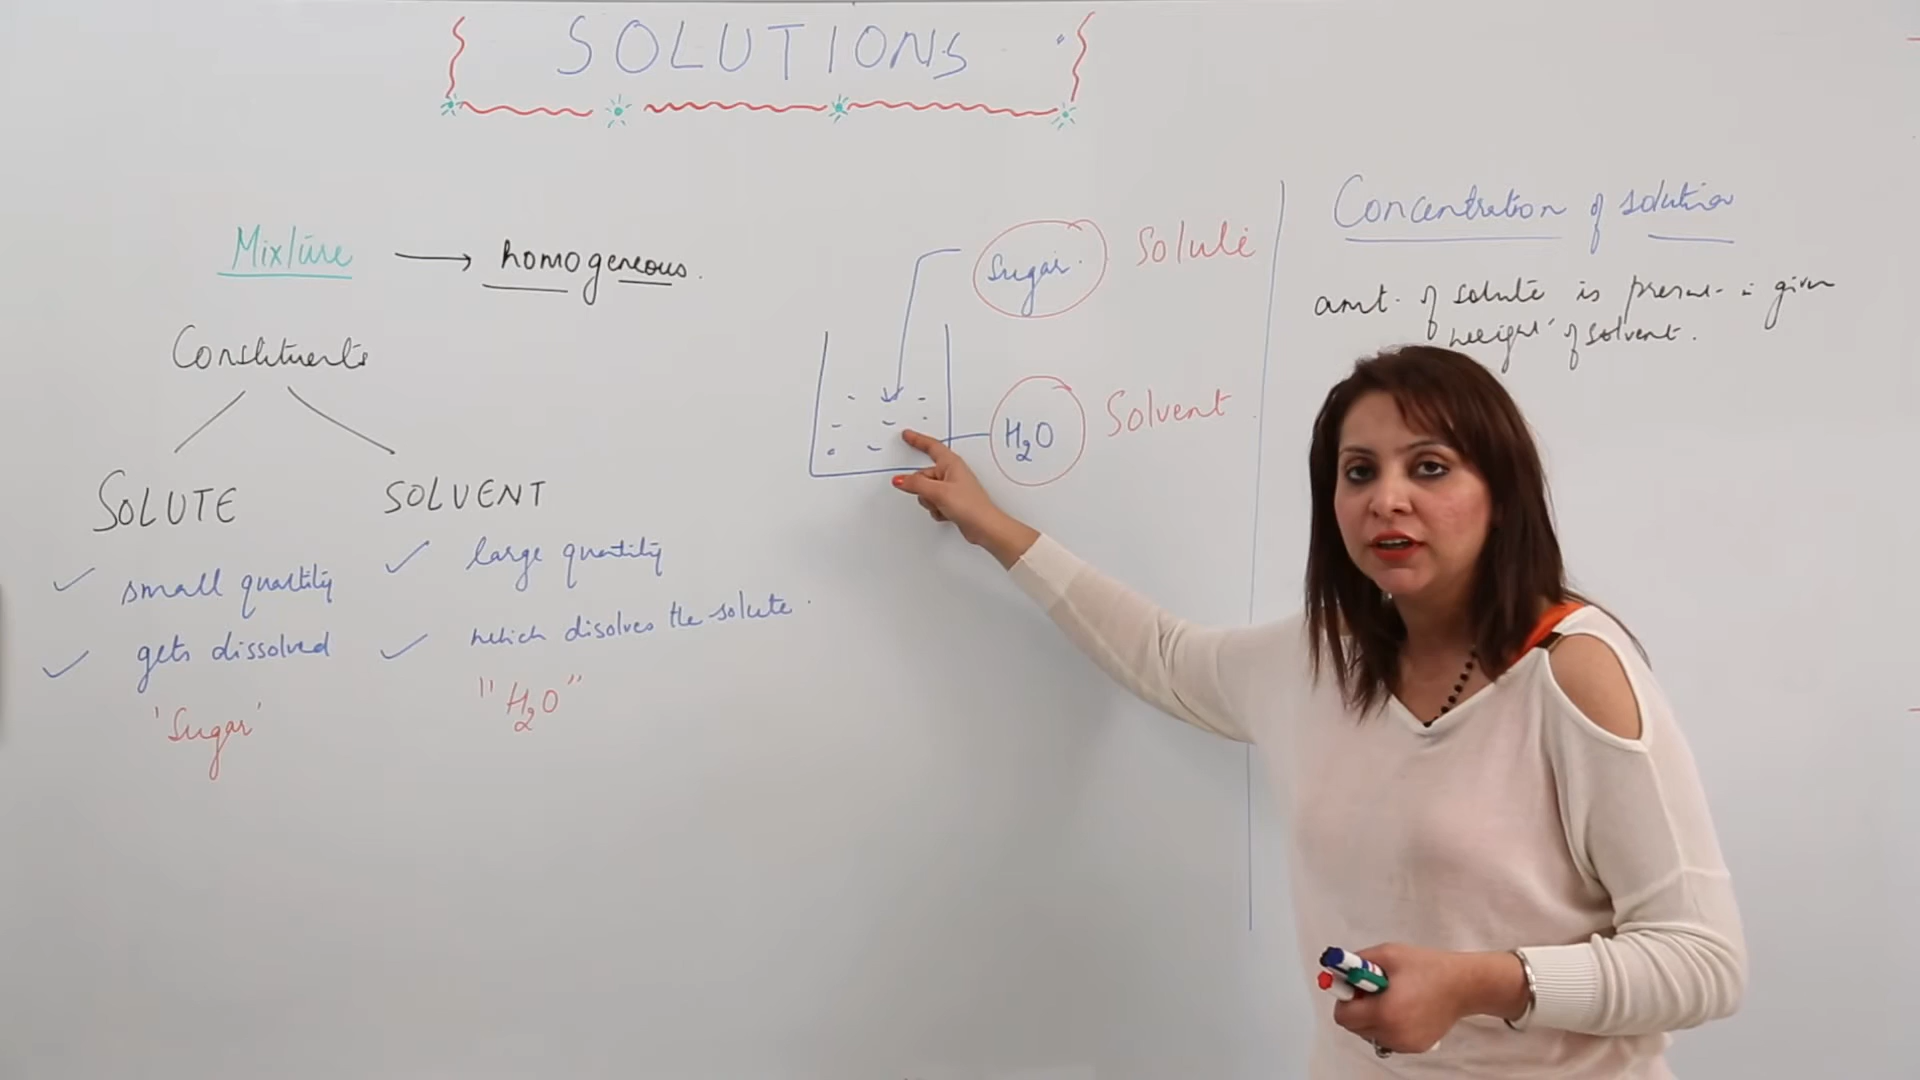 SOLUTIONS
Mixture → homogeneous.
Constituents
SOLUTE
small quantity
gets dissolved
'Sugar'
SOLVENT
large quantity
which disolves the solute.
"H₂O"
Sugar. Solute
H₂O Solvent
Concentration of solution
amt. of solute is present in given
weight of solvent.